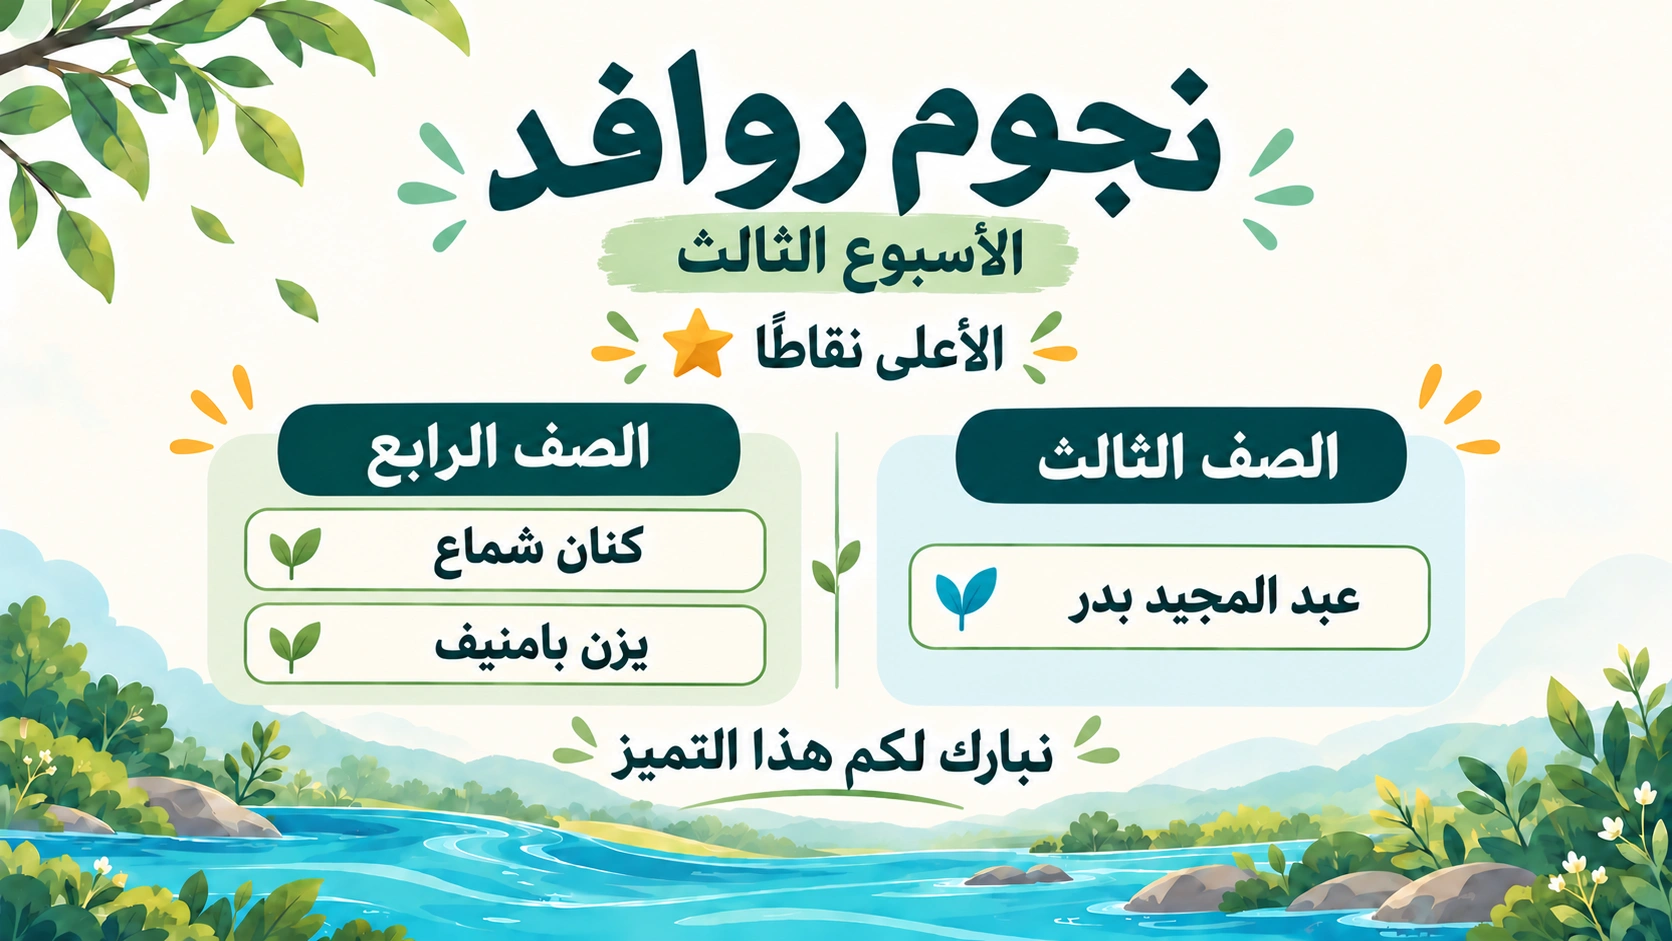 نجوم روافد
الأسبوع الثالث
الأعلى نقاطًا
الصف الثالث
عبد المجيد بدر
الصف الرابع
كنان شماع
يزن بامنيف
نبارك لكم هذا التميز